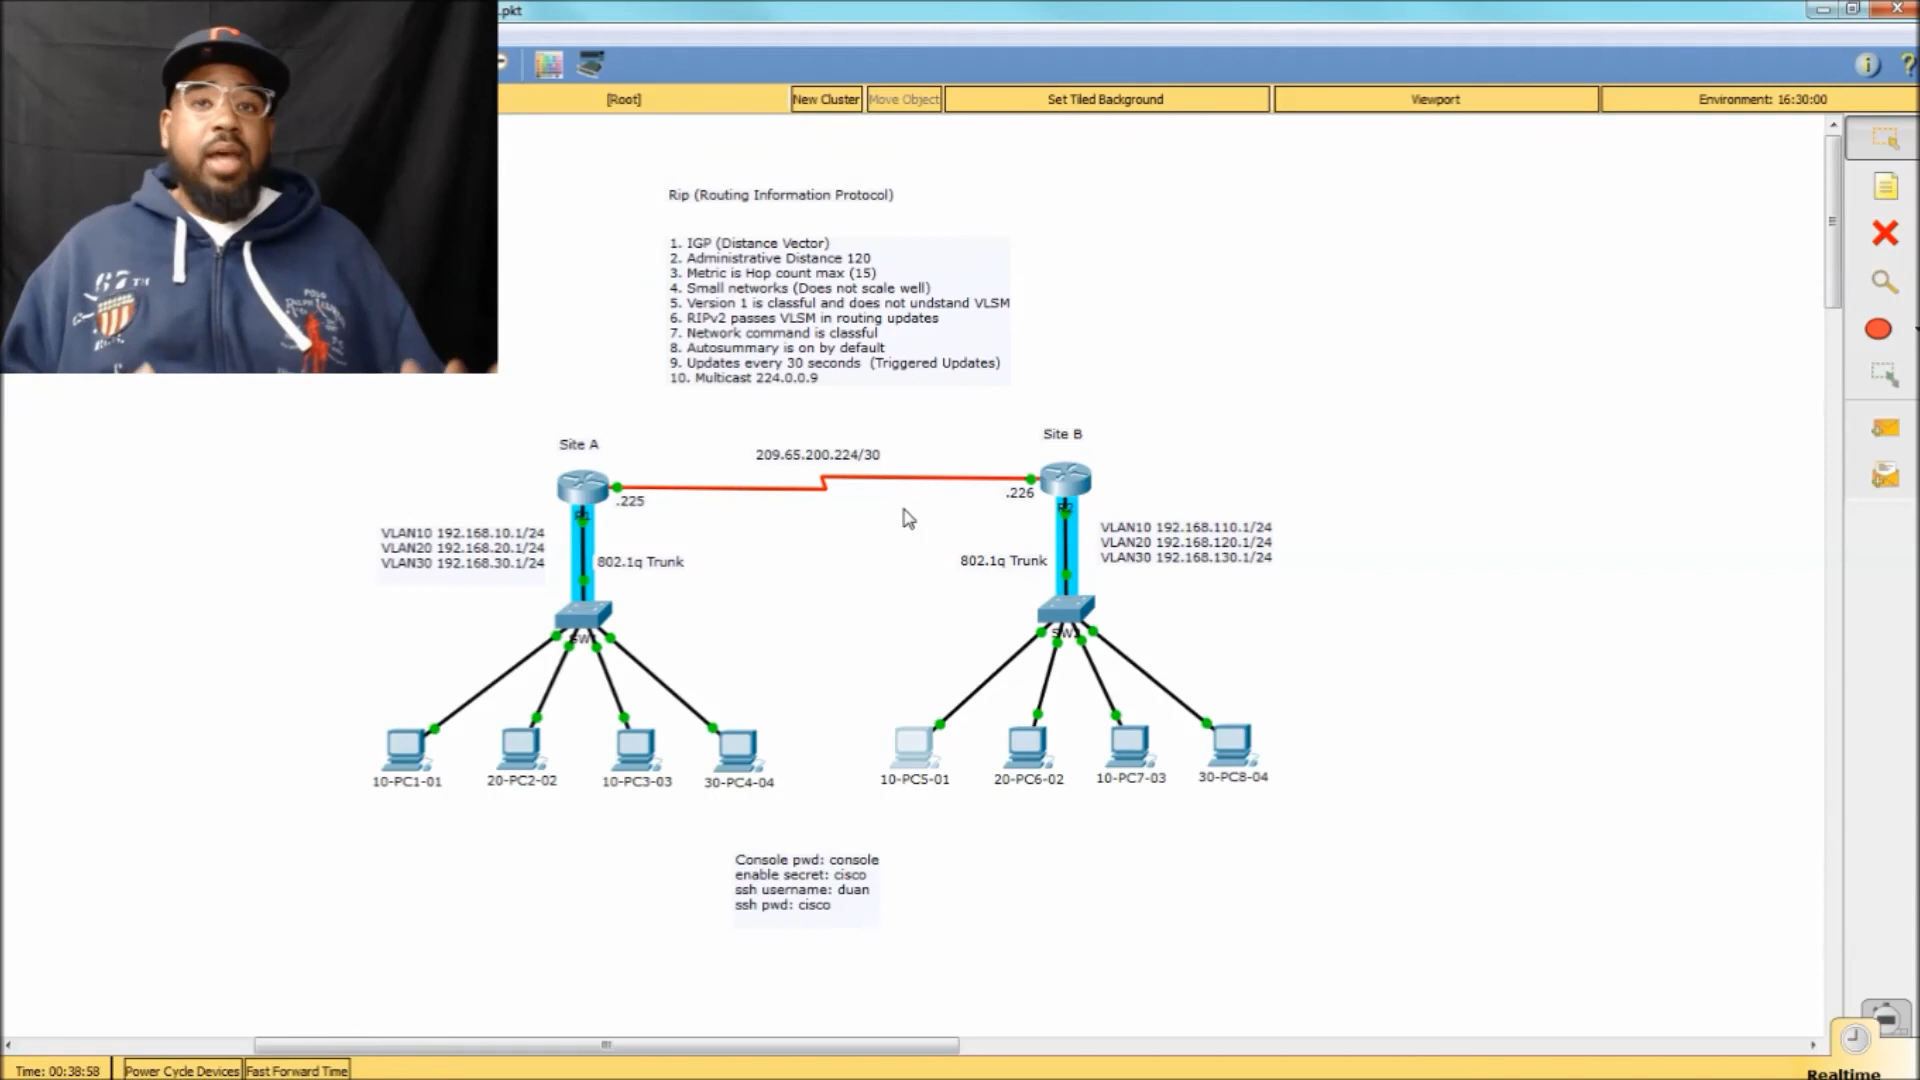 .pkt
[Root]
New Cluster
Move Object
Set Tiled Background
Viewport
Environment: 16:30:00
Rip (Routing Information Protocol)
1. IGP (Distance Vector)
2. Administrative Distance 120
3. Metric is Hop count max (15)
4. Small networks (Does not scale well)
5. Version 1 is classful and does not undstand VLSM
6. RIPv2 passes VLSM in routing updates
7. Network command is classful
8. Autosummary is on by default
9. Updates every 30 seconds (Triggered Updates)
10. Multicast 224.0.0.9
Site A
Site B
209.65.200.224/30
.225
.226
R1
R2
VLAN10 192.168.10.1/24
VLAN20 192.168.20.1/24
VLAN30 192.168.30.1/24
802.1q Trunk
802.1q Trunk
VLAN10 192.168.110.1/24
VLAN20 192.168.120.1/24
VLAN30 192.168.130.1/24
SW1
SW2
10-PC1-01
20-PC2-02
10-PC3-03
30-PC4-04
10-PC5-01
20-PC6-02
10-PC7-03
30-PC8-04
Console pwd: console
enable secret: cisco
ssh username: duan
ssh pwd: cisco
Time: 00:38:58
Power Cycle Devices
Fast Forward Time
Realtime
67TH
POLO